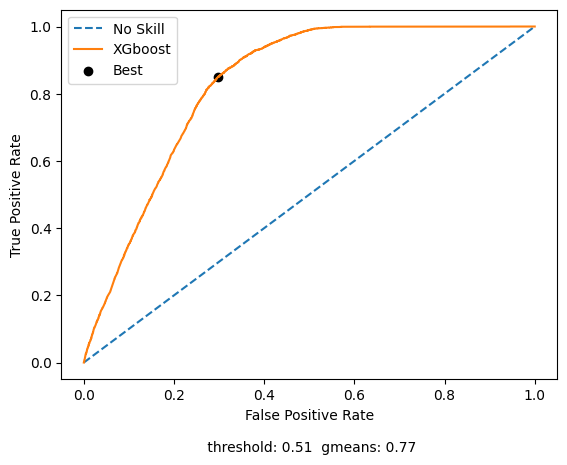 No Skill
XGboost
Best
True Positive Rate
1.0
0.8
0.6
0.4
0.2
0.0
0.0 0.2 0.4 0.6 0.8 1.0
False Positive Rate
threshold: 0.51 gmeans: 0.77